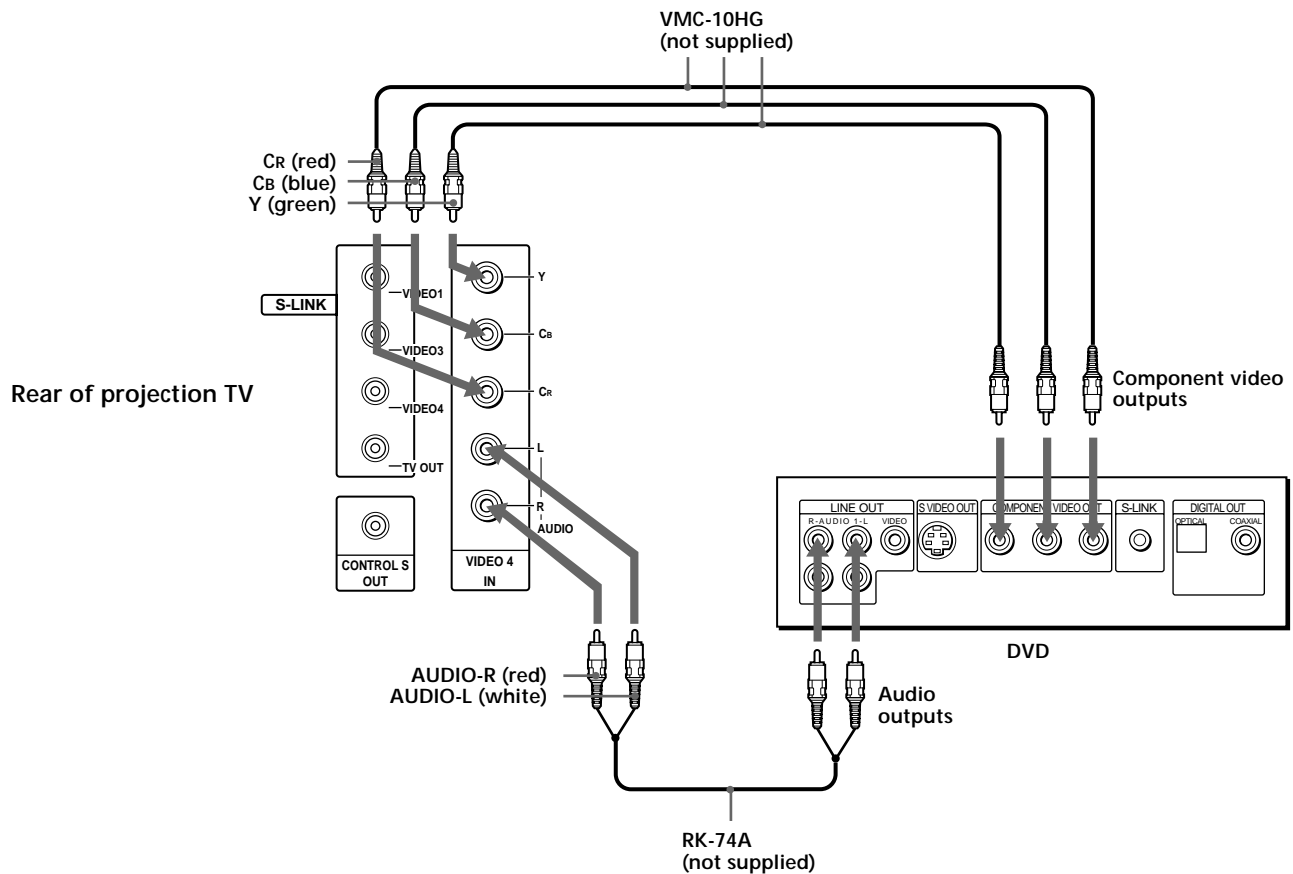 VMC-10HG
(not supplied)
CR (red)
CB (blue)
Y (green)
S-LINK
VIDEO1
VIDEO3
VIDEO4
TV OUT
CONTROL S
OUT
Y
CB
CR
L
R
AUDIO
VIDEO 4
IN
Rear of projection TV
Component video
outputs
LINE OUT
R-AUDIO 1-L
VIDEO
S VIDEO OUT
COMPONENT VIDEO OUT
S-LINK
DIGITAL OUT
OPTICAL
COAXIAL
DVD
AUDIO-R (red)
AUDIO-L (white)
Audio
outputs
RK-74A
(not supplied)